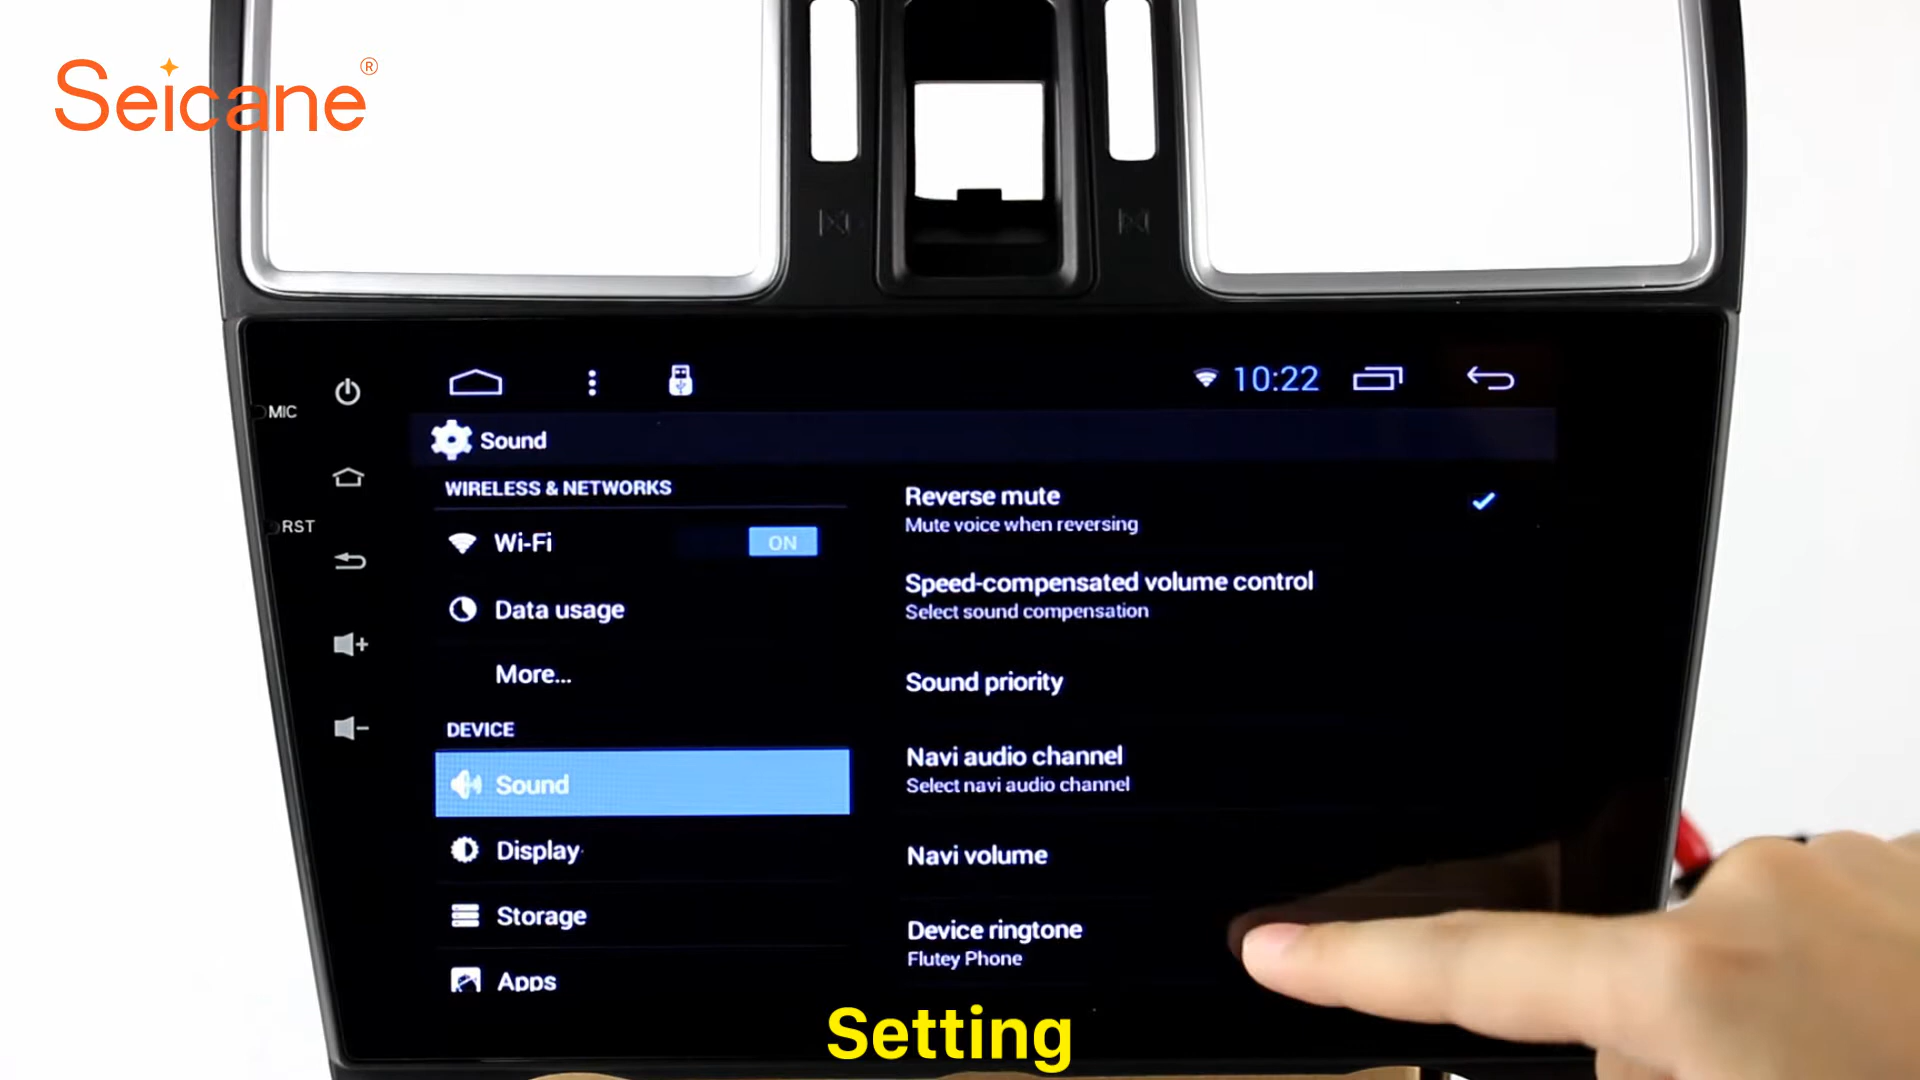 Seicane®
MIC
RST
10:22
Sound
WIRELESS & NETWORKS
Wi-Fi ON
Data usage
More...
DEVICE
Sound
Display
Storage
Apps
Reverse mute
Mute voice when reversing
Speed-compensated volume control
Select sound compensation
Sound priority
Navi audio channel
Select navi audio channel
Navi volume
Device ringtone
Flutey Phone
Setting